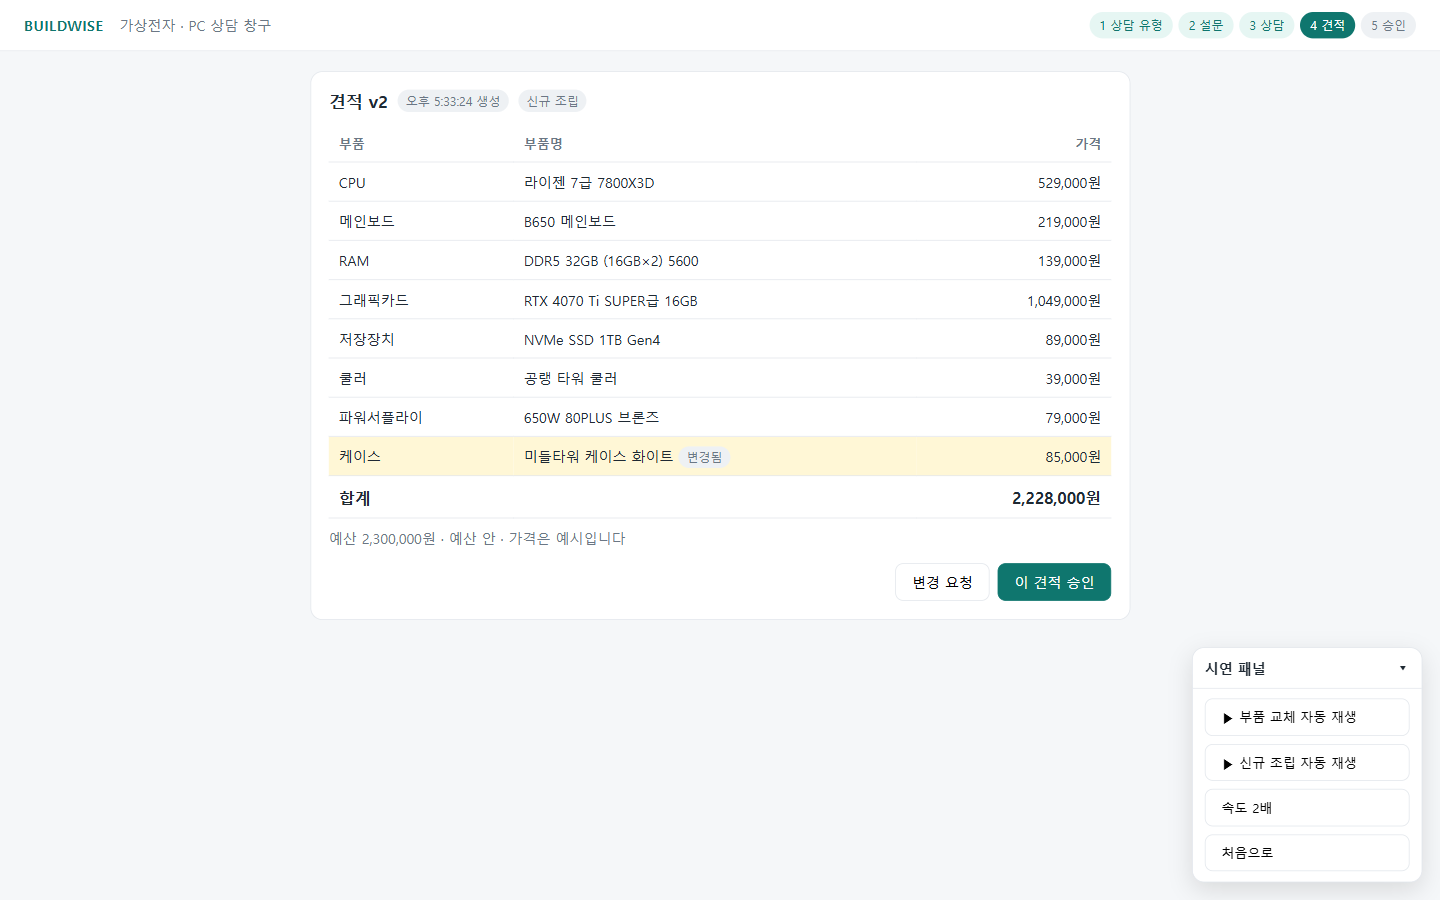 BUILDWISE 가상전자 · PC 상담 창구
1 상담 유형 2 설문 3 상담 4 견적 5 승인
견적 v2 오후 5:33:24 생성 신규 조립
부품 부품명 가격
CPU 라이젠 7급 7800X3D 529,000원
메인보드 B650 메인보드 219,000원
RAM DDR5 32GB (16GB×2) 5600 139,000원
그래픽카드 RTX 4070 Ti SUPER급 16GB 1,049,000원
저장장치 NVMe SSD 1TB Gen4 89,000원
쿨러 공랭 타워 쿨러 39,000원
파워서플라이 650W 80PLUS 브론즈 79,000원
케이스 미들타워 케이스 화이트 변경됨 85,000원
합계 2,228,000원
예산 2,300,000원 · 예산 안 · 가격은 예시입니다
변경 요청 이 견적 승인
시연 패널 ▼
▶ 부품 교체 자동 재생
▶ 신규 조립 자동 재생
속도 2배
처음으로